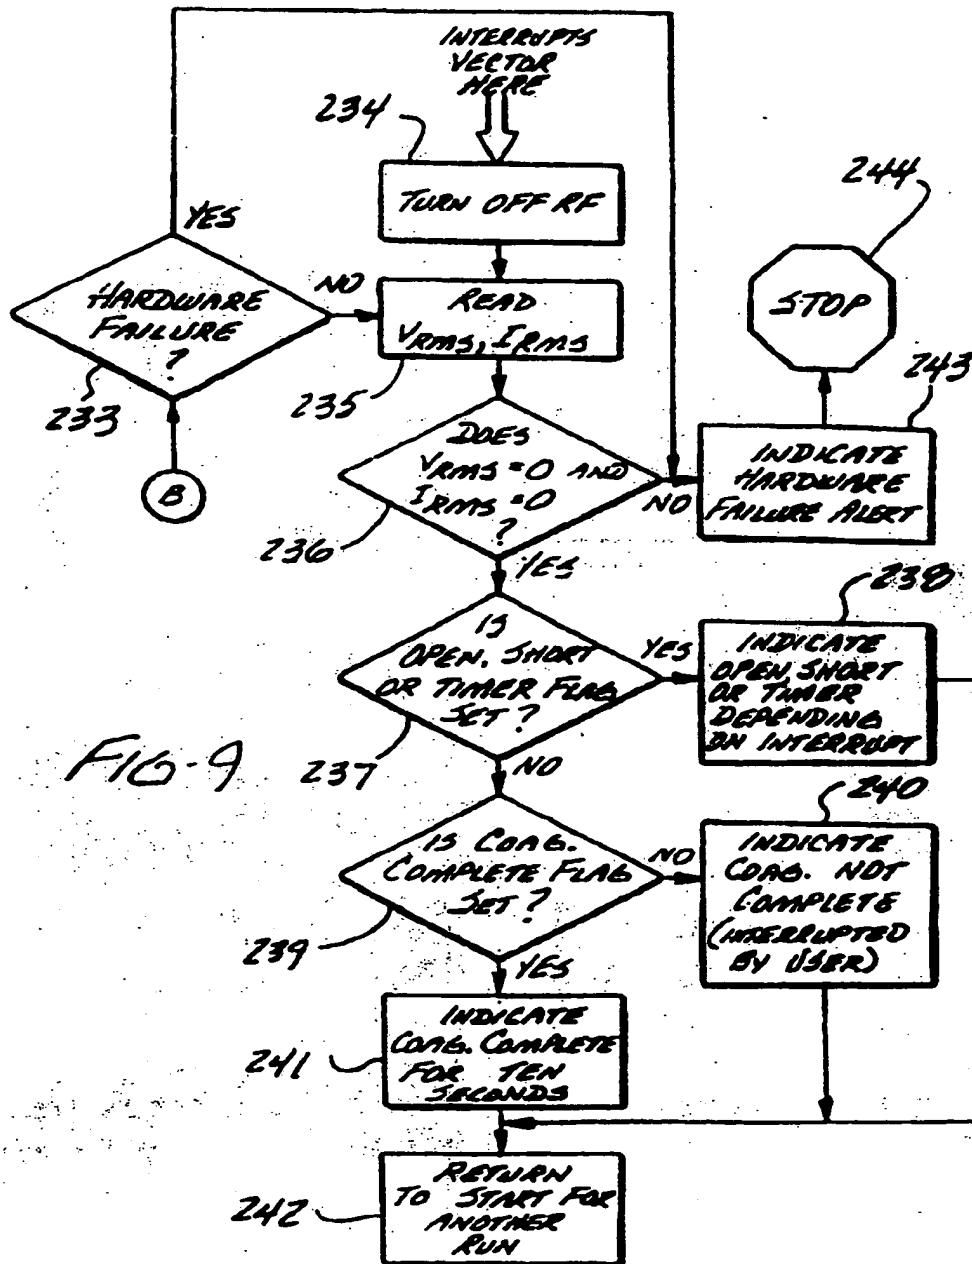 INTERRUPTS
VECTOR
HERE
234
TURN OFF RF
244
STOP
YES
HARDWARE
FAILURE
?
NO
233
READ
VRMS, IRMS
235
243
B
DOES
VRMS = 0 AND
IRMS = 0
?
NO
236
YES
INDICATE
HARDWARE
FAILURE ALERT
238
IS
OPEN, SHORT
OR TIMER FLAG
SET?
YES
237
NO
INDICATE
OPEN, SHORT
OR TIMER
DEPENDING
ON INTERRUPT
FIG-9
240
IS COAG.
COMPLETE FLAG
SET?
NO
239
YES
INDICATE
COAG. NOT
COMPLETE
(INTERRUPTED
BY USER)
INDICATE
COAG. COMPLETE
FOR TEN
SECONDS
241
RETURN
TO START FOR
ANOTHER
RUN
242